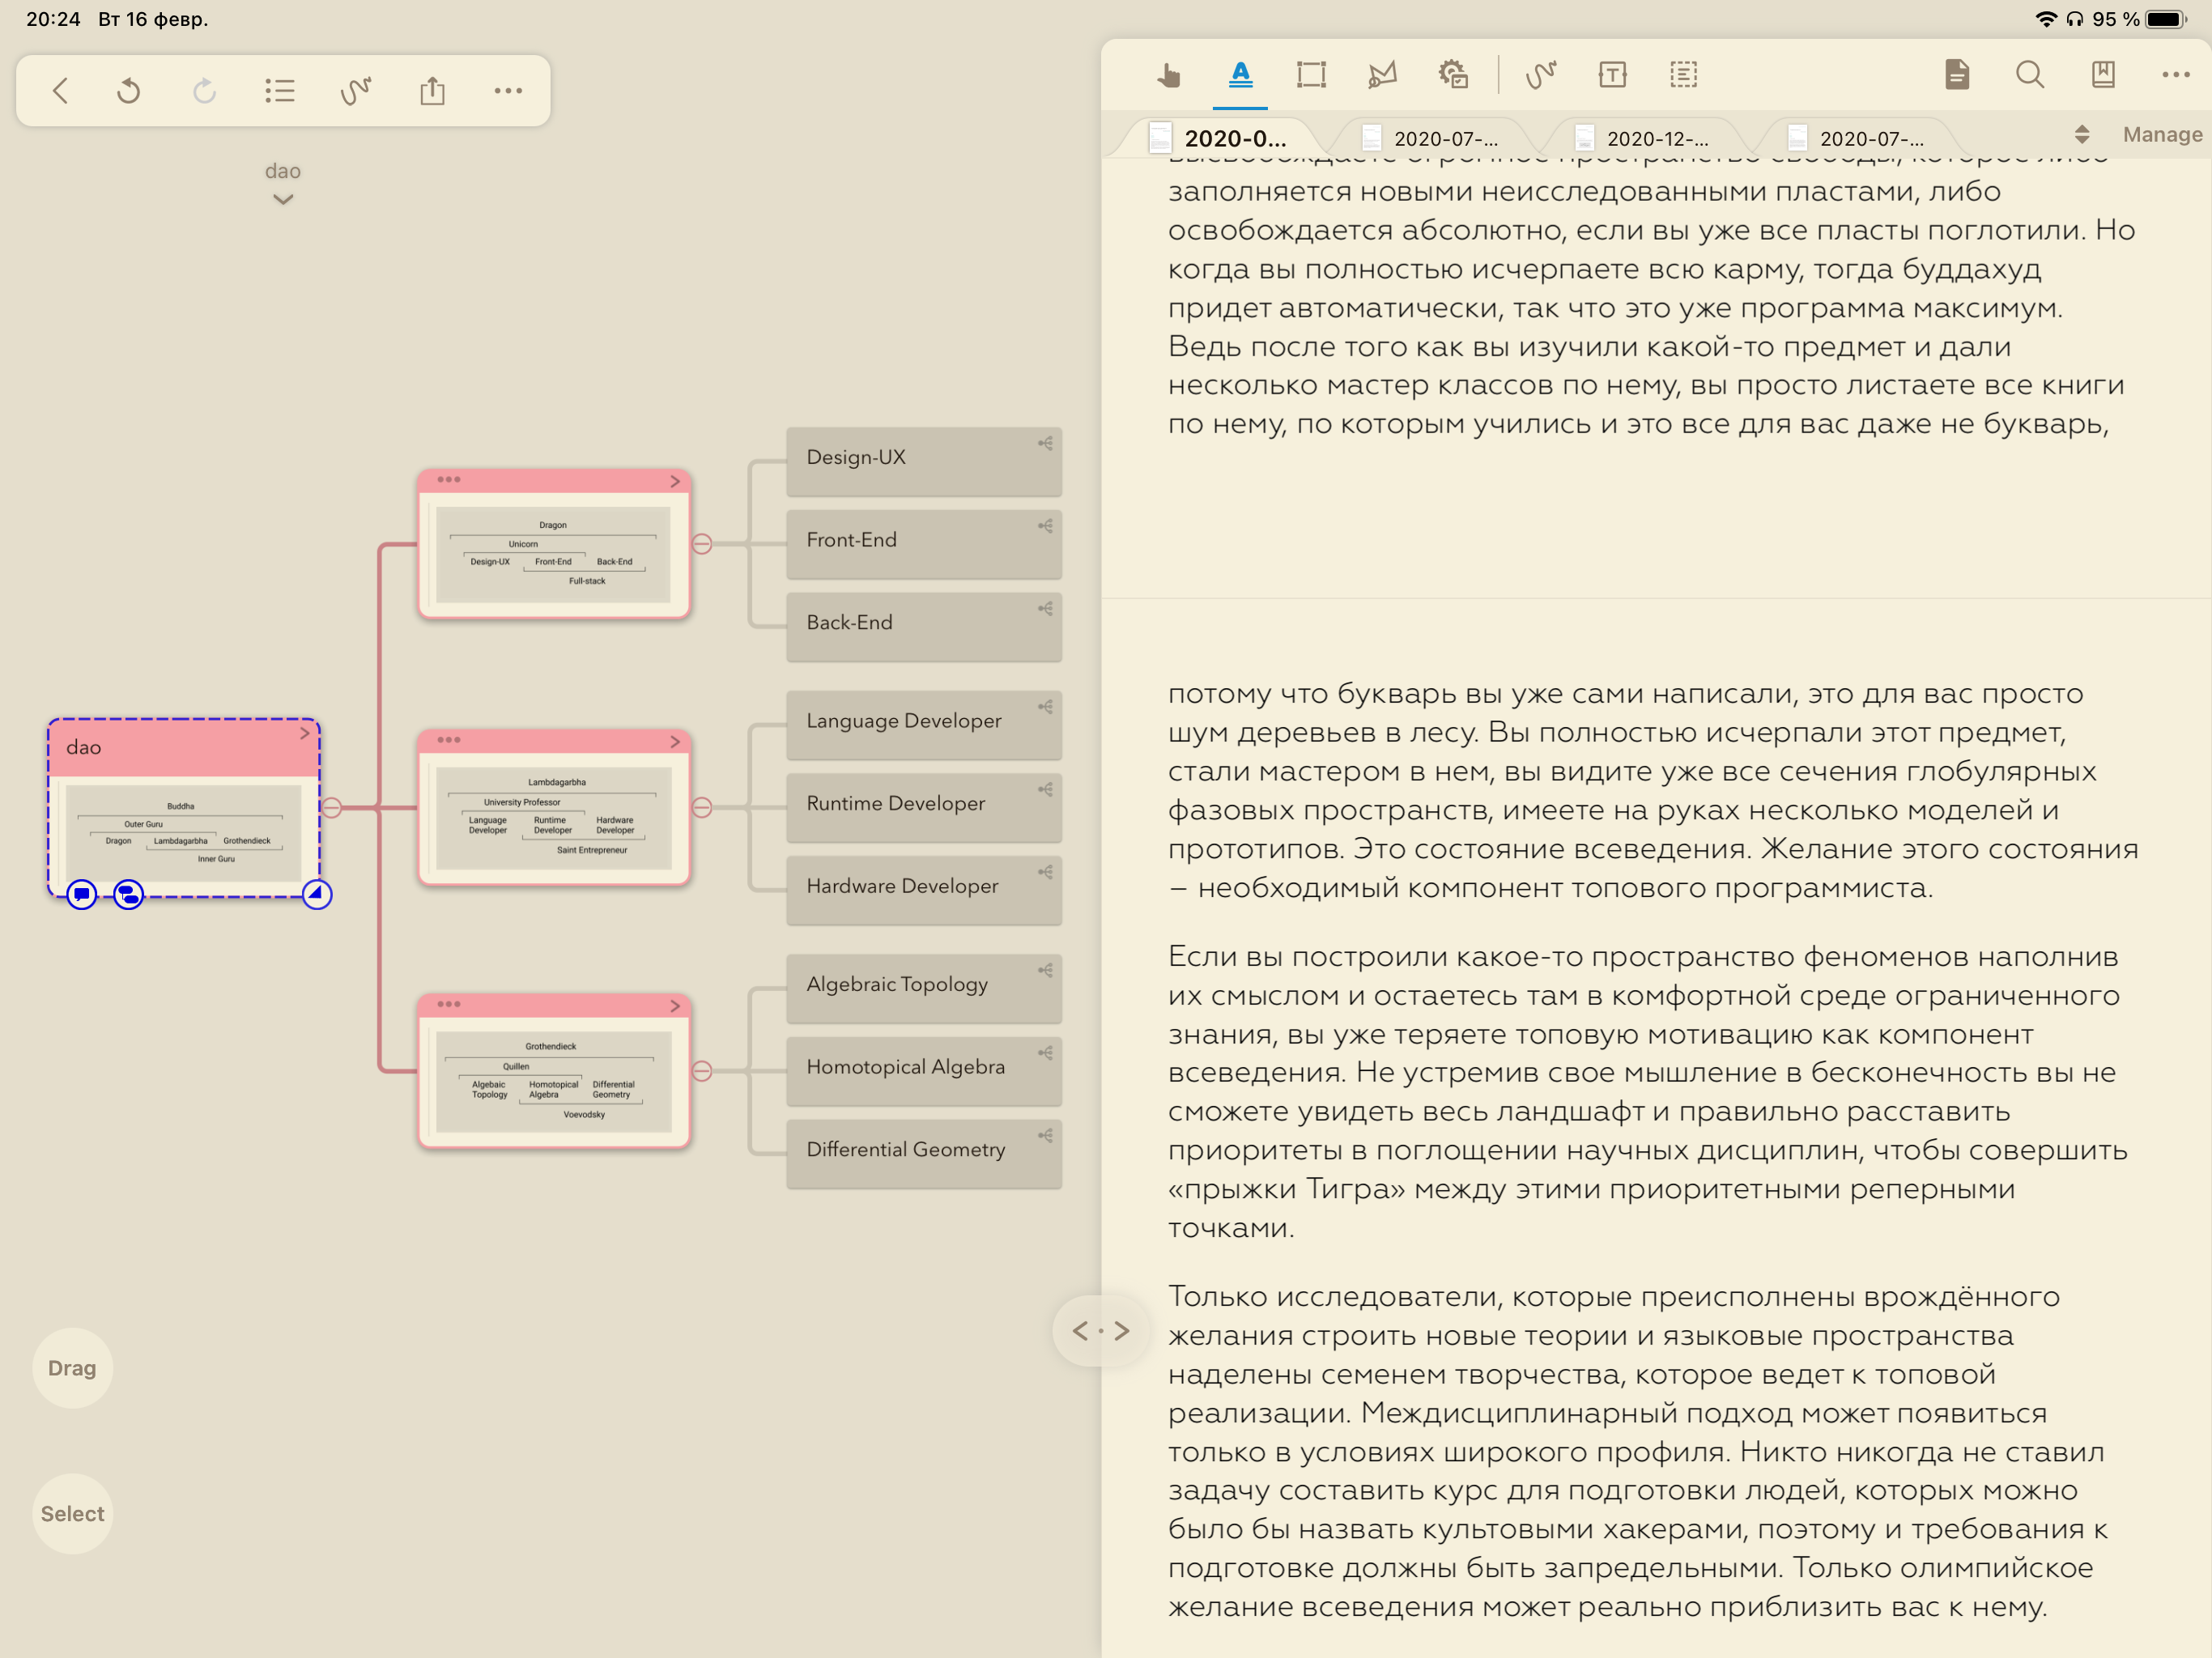 20:24 Вт 16 февр.
95 %
dao
dao
Buddha
Outer Guru
Dragon Lambdagarbha Grothendieck
Inner Guru
Dragon
Unicorn
Design-UX Front-End Back-End
Full-stack
Design-UX
Front-End
Back-End
Lambdagarbha
University Professor
Language Runtime Hardware
Developer Developer Developer
Saint Entrepreneur
Language Developer
Runtime Developer
Hardware Developer
Grothendieck
Quillen
Algebaic Homotopical Differential
Topology Algebra Geometry
Voevodsky
Algebraic Topology
Homotopical Algebra
Differential Geometry
Drag
Select
2020-0... 2020-07-... 2020-12-... 2020-07-... Manage
высвобождаете огромное пространство свободы, которое либо
заполняется новыми неисследованными пластами, либо
освобождается абсолютно, если вы уже все пласты поглотили. Но
когда вы полностью исчерпаете всю карму, тогда буддахуд
придет автоматически, так что это уже программа максимум.
Ведь после того как вы изучили какой-то предмет и дали
несколько мастер классов по нему, вы просто листаете все книги
по нему, по которым учились и это все для вас даже не букварь,
потому что букварь вы уже сами написали, это для вас просто
шум деревьев в лесу. Вы полностью исчерпали этот предмет,
стали мастером в нем, вы видите уже все сечения глобулярных
фазовых пространств, имеете на руках несколько моделей и
прототипов. Это состояние всеведения. Желание этого состояния
– необходимый компонент топового программиста.
Если вы построили какое-то пространство феноменов наполнив
их смыслом и остаетесь там в комфортной среде ограниченного
знания, вы уже теряете топовую мотивацию как компонент
всеведения. Не устремив свое мышление в бесконечность вы не
сможете увидеть весь ландшафт и правильно расставить
приоритеты в поглощении научных дисциплин, чтобы совершить
«прыжки Тигра» между этими приоритетными реперными
точками.
Только исследователи, которые преисполнены врождённого
желания строить новые теории и языковые пространства
наделены семенем творчества, которое ведет к топовой
реализации. Междисциплинарный подход может появиться
только в условиях широкого профиля. Никто никогда не ставил
задачу составить курс для подготовки людей, которых можно
было бы назвать культовыми хакерами, поэтому и требования к
подготовке должны быть запредельными. Только олимпийское
желание всеведения может реально приблизить вас к нему.